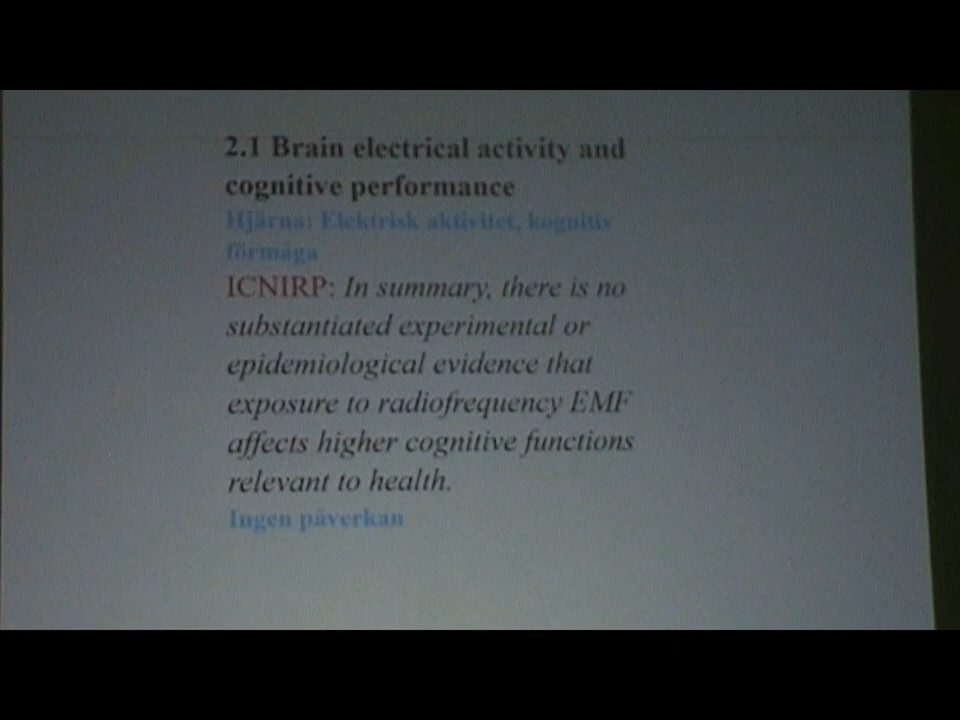 2.1 Brain electrical activity and
cognitive performance
Hjärna: Elektrisk aktivitet, kognitiv
förmåga
ICNIRP: In summary, there is no
substantiated experimental or
epidemiological evidence that
exposure to radiofrequency EMF
affects higher cognitive functions
relevant to health.
Ingen påverkan